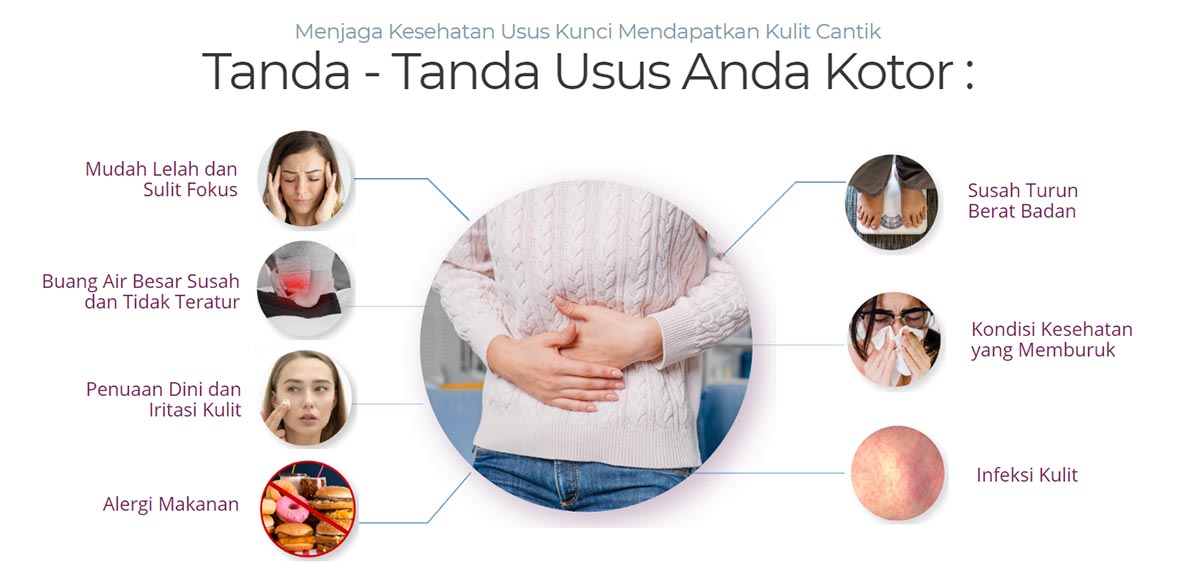 Menjaga Kesehatan Usus Kunci Mendapatkan Kulit Cantik
Tanda - Tanda Usus Anda Kotor :
Mudah Lelah dan
Sulit Fokus
Buang Air Besar Susah
dan Tidak Teratur
Penuaan Dini dan
Iritasi Kulit
Alergi Makanan
Susah Turun
Berat Badan
Kondisi Kesehatan
yang Memburuk
Infeksi Kulit